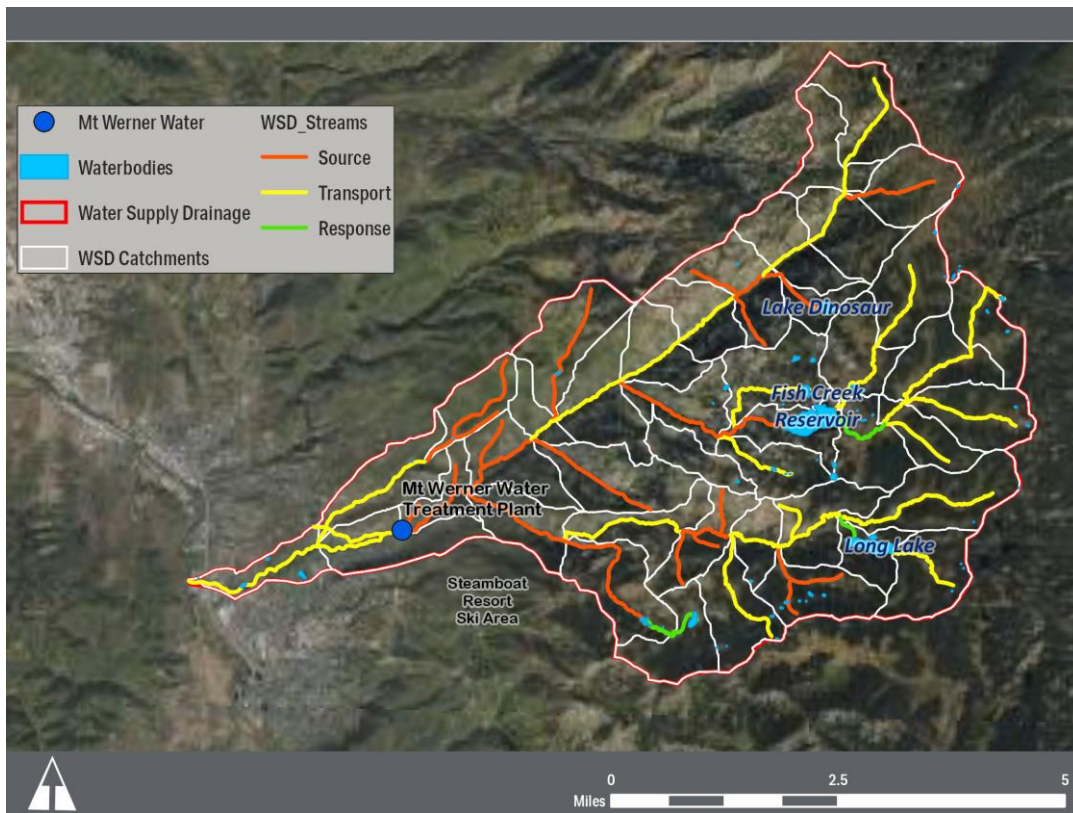 Mt Werner Water
Waterbodies
Water Supply Drainage
WSD Catchments
WSD_Streams
Source
Transport
Response
Lake Dinosaur
Fish Creek
Reservoir
Mt Werner Water
Treatment Plant
Long Lake
Steamboat
Resort
Ski Area
0
2.5
5
Miles